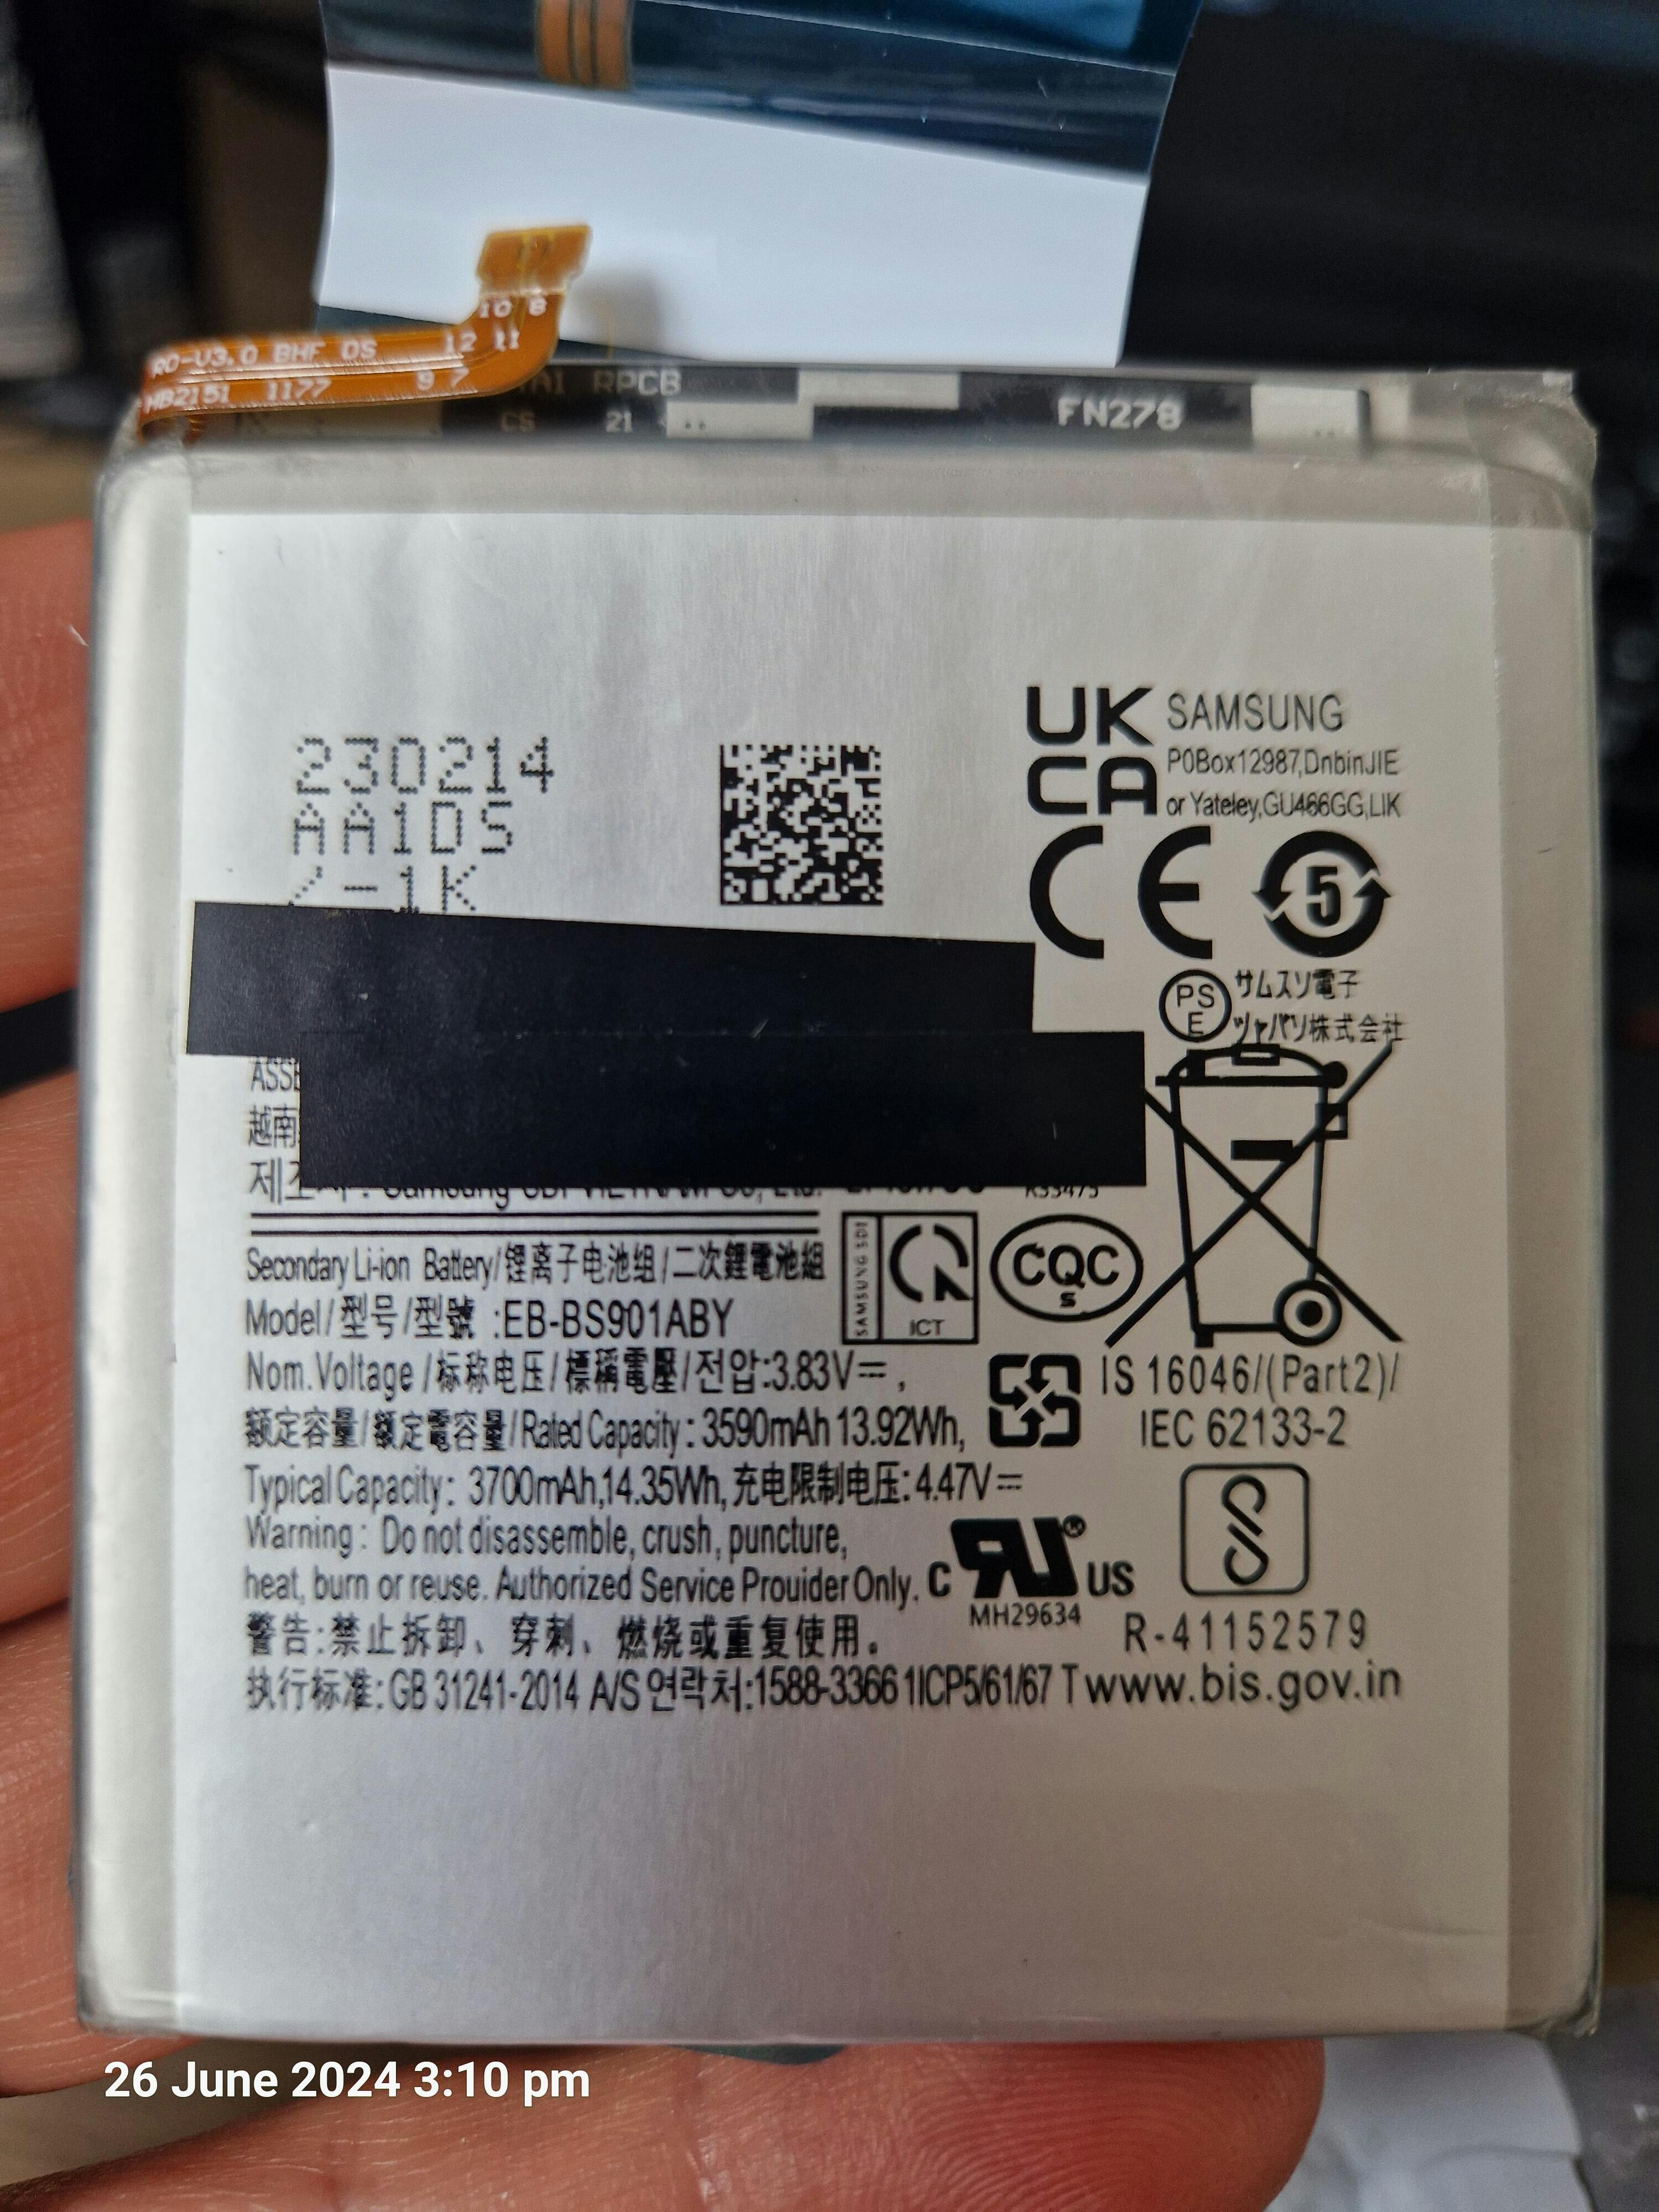 10 8
RO-V3.0 BHF DS 12 11
MB2151 1177 9 7
RPCB
CS 21
FN278
230214
AA1DS
-1K
UK
CA
SAMSUNG
P0Box12987,DnbinJIE
or Yateley,GU466GG,LIK
CE
5
PS
E
サムスソ電子
ツャパソ株式会社
越南
Secondary Li-ion Battery/锂离子电池组/二次鋰電池組
Model/型号/型號 :EB-BS901ABY
SAMSUNG SDI
ICT
CQC
S
Nom.Voltage /标称电压/標稱電壓/전압:3.83V⎓ ,
额定容量/額定電容量/Rated Capacity : 3590mAh 13.92Wh,
Typical Capacity: 3700mAh,14.35Wh,充电限制电压:4.47V⎓
IS 16046/(Part2)/
IEC 62133-2
Warning : Do not disassemble, crush, puncture,
heat, burn or reuse. Authorized Service Prouider Only.
C RU® US
MH29634
R-41152579
警告:禁止拆卸、穿刺、燃烧或重复使用。
执行标准:GB 31241-2014 A/S 연락처:1588-3366 1ICP5/61/67 T
www.bis.gov.in
26 June 2024 3:10 pm